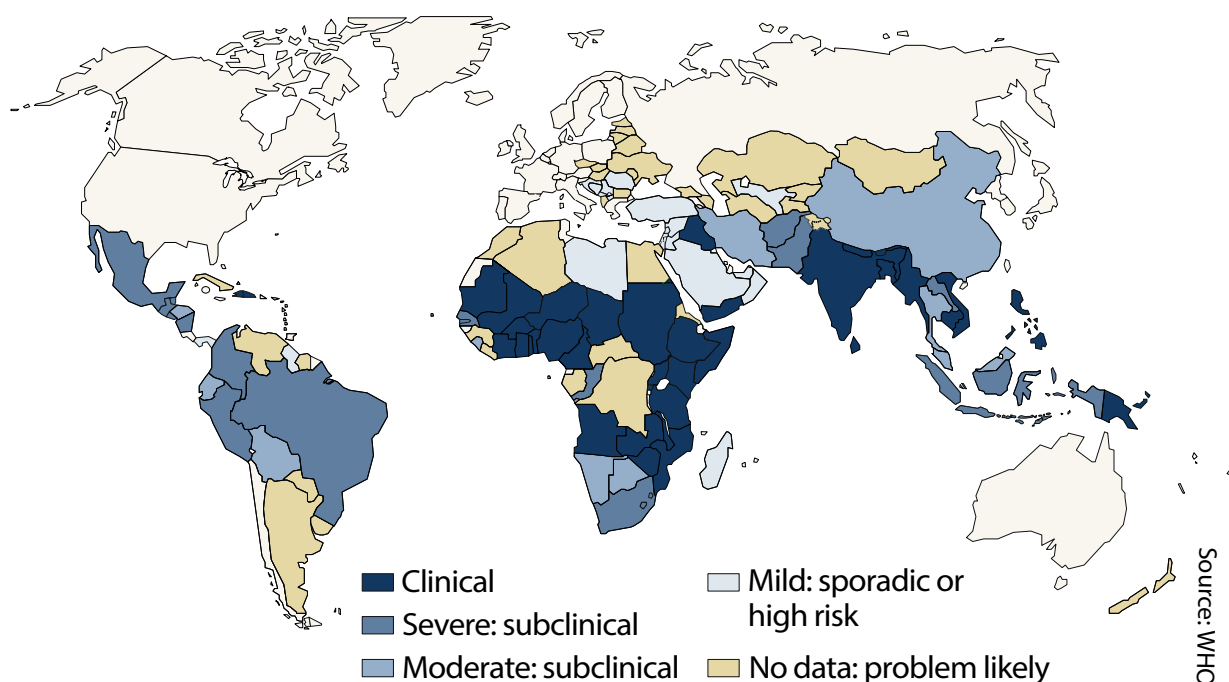 Clinical
Severe: subclinical
Moderate: subclinical
Mild: sporadic or
high risk
No data: problem likely
Source: WHO